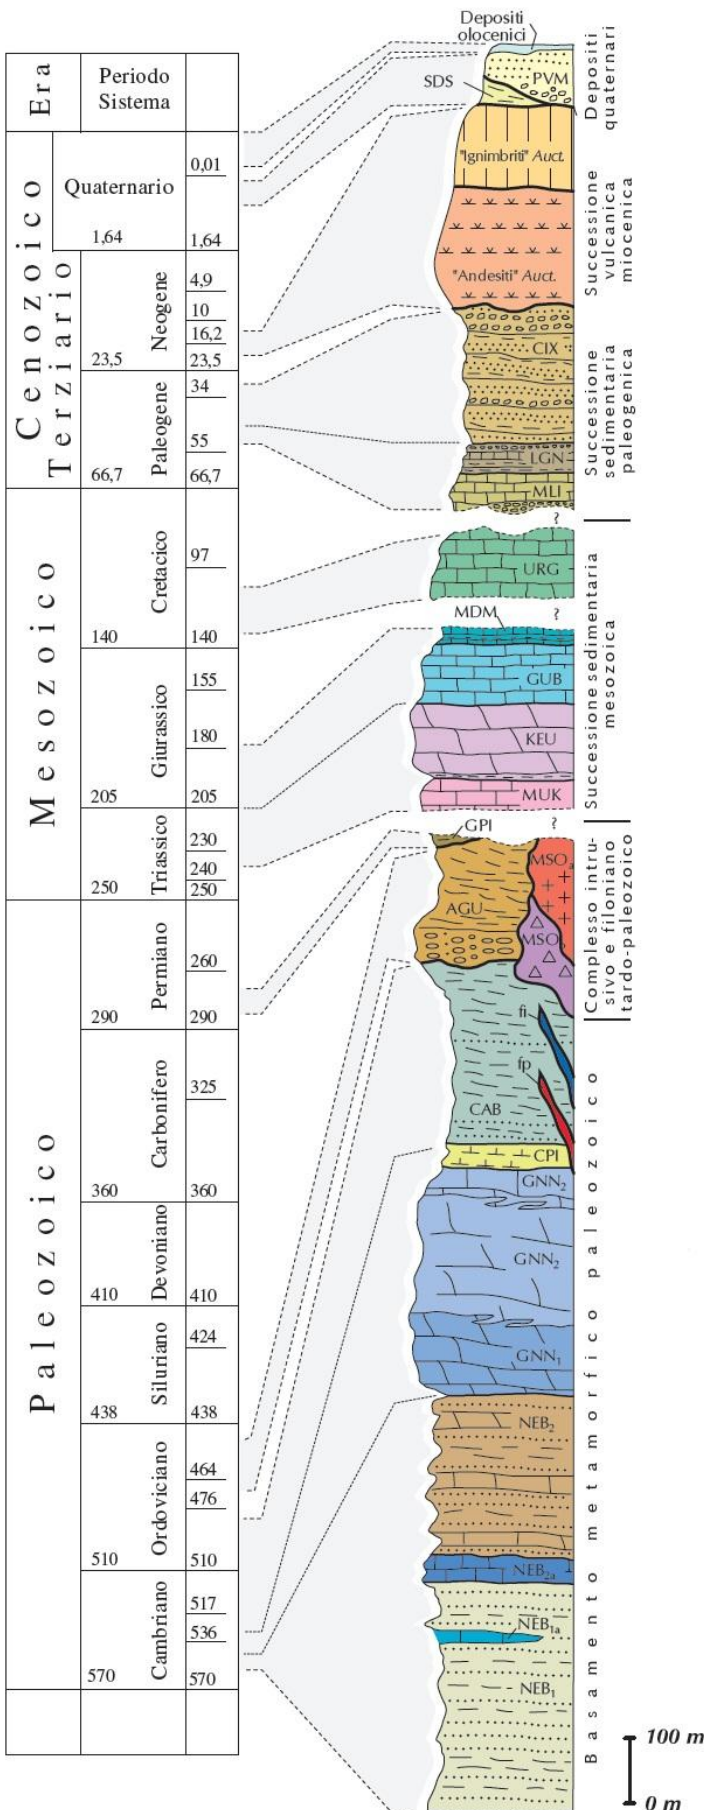 Era
Periodo
Sistema
Cenozoico
Terziario
Quaternario
0,01
1,64
1,64
Neogene
4,9
10
16,2
23,5
23,5
Paleogene
34
55
66,7
66,7
Mesozoico
Cretacico
97
140
140
Giurassico
155
180
205
205
Triassico
230
240
250
250
Paleozoico
Permiano
260
290
290
Carbonifero
325
360
360
Devoniano
410
410
Siluriano
424
438
438
Ordoviciano
464
476
510
510
Cambriano
517
536
570
570
Depositi
olocenici
SDS
PVM
"Ignimbriti" Auct.
"Andesiti" Auct.
CIX
LGN
MLI
?
URG
MDM
?
GUB
KEU
MUK
?
GPI
AGU
MSOa
MSO
fi
fp
CAB
CPI
GNN2
GNN2
GNN1
NEB2
NEB2a
NEB1a
NEB1
Depositi
quaternari
Successione
vulcanica
miocenica
Successione
sedimentaria
paleogenica
Successione sedimentaria
mesozoica
Complesso intru-
sivo e filoniano
tardo-paleozoico
Basamento metamorfico paleozoico
100 m
0 m